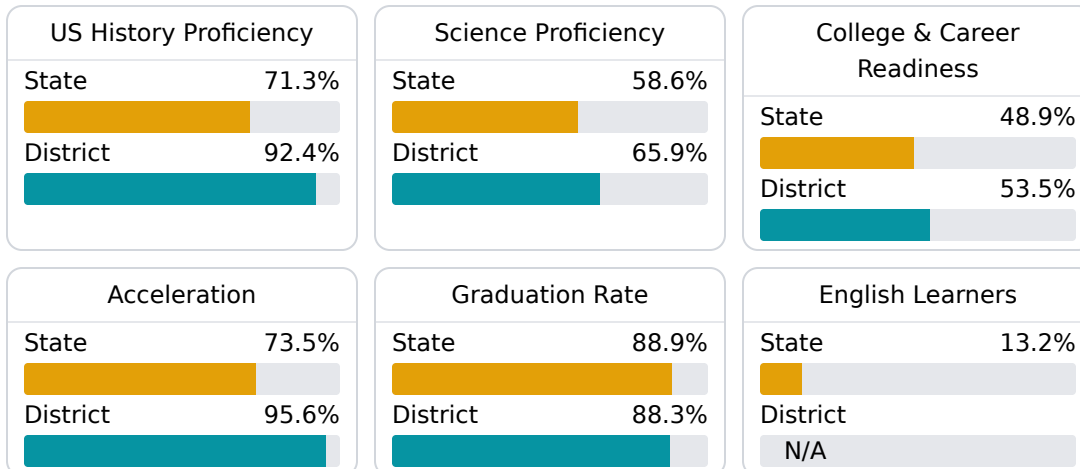 US History Proficiency
State 71.3%
District 92.4%
Science Proficiency
State 58.6%
District 65.9%
College & Career
Readiness
State 48.9%
District 53.5%
Acceleration
State 73.5%
District 95.6%
Graduation Rate
State 88.9%
District 88.3%
English Learners
State 13.2%
District
N/A